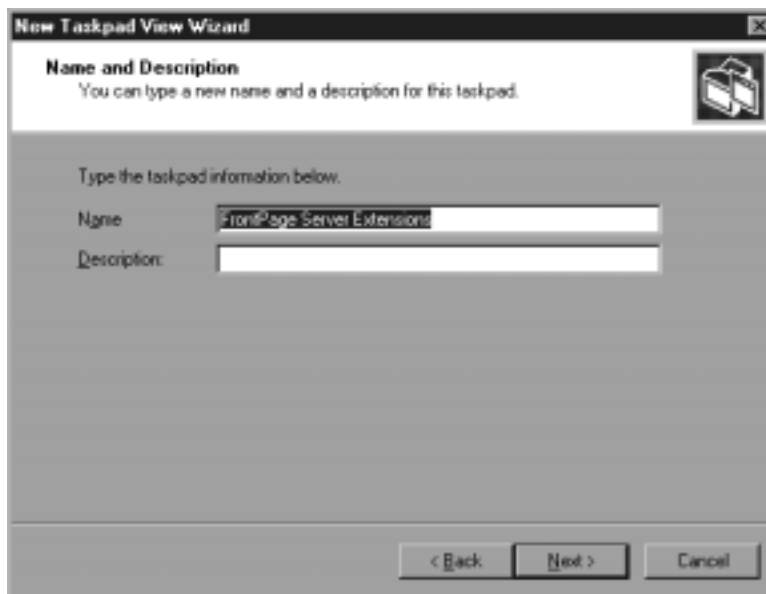 New Taskpad View Wizard
Name and Description
You can type a new name and a description for this taskpad.
Type the taskpad information below.
Name
FrontPage Server Extensions
Description:
< Back
Next >
Cancel